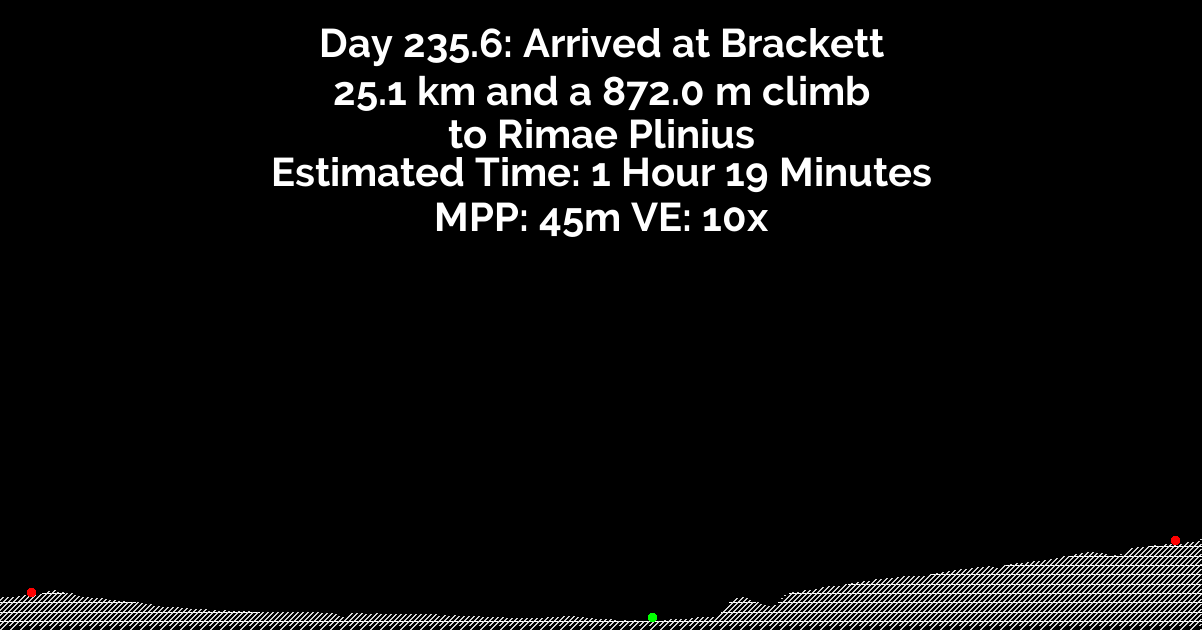 Day 235.6: Arrived at Brackett
25.1 km and a 872.0 m climb
to Rimae Plinius
Estimated Time: 1 Hour 19 Minutes
MPP: 45m VE: 10x